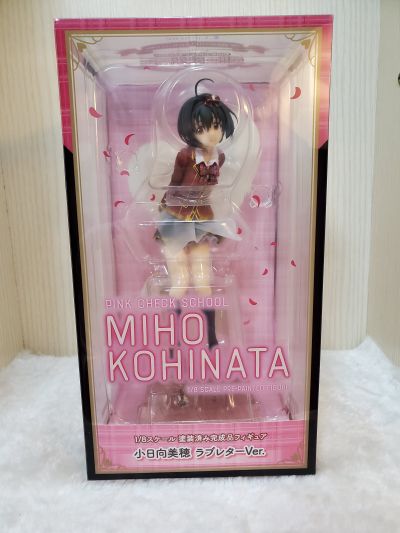 PINK CHECK SCHOOL
MIHO
KOHINATA
1/8 SCALE PRE-PAINTED FIGURE
1/8スケール 塗装済み完成品フィギュア
小日向美穂 ラブレターVer.